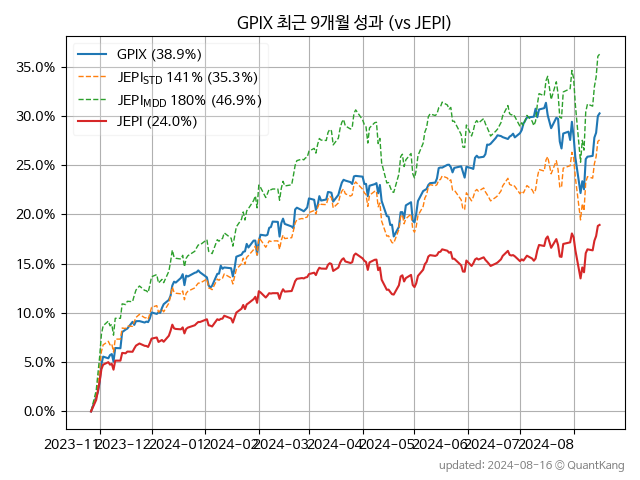 GPIX 최근 9개월 성과 (vs JEPI)
GPIX (38.9%)
JEPI_STD 141% (35.3%)
JEPI_MDD 180% (46.9%)
JEPI (24.0%)
35.0%
30.0%
25.0%
20.0%
15.0%
10.0%
5.0%
0.0%
2023-11 2023-12 2024-01 2024-02 2024-03 2024-04 2024-05 2024-06 2024-07 2024-08
updated: 2024-08-16 © QuantKang